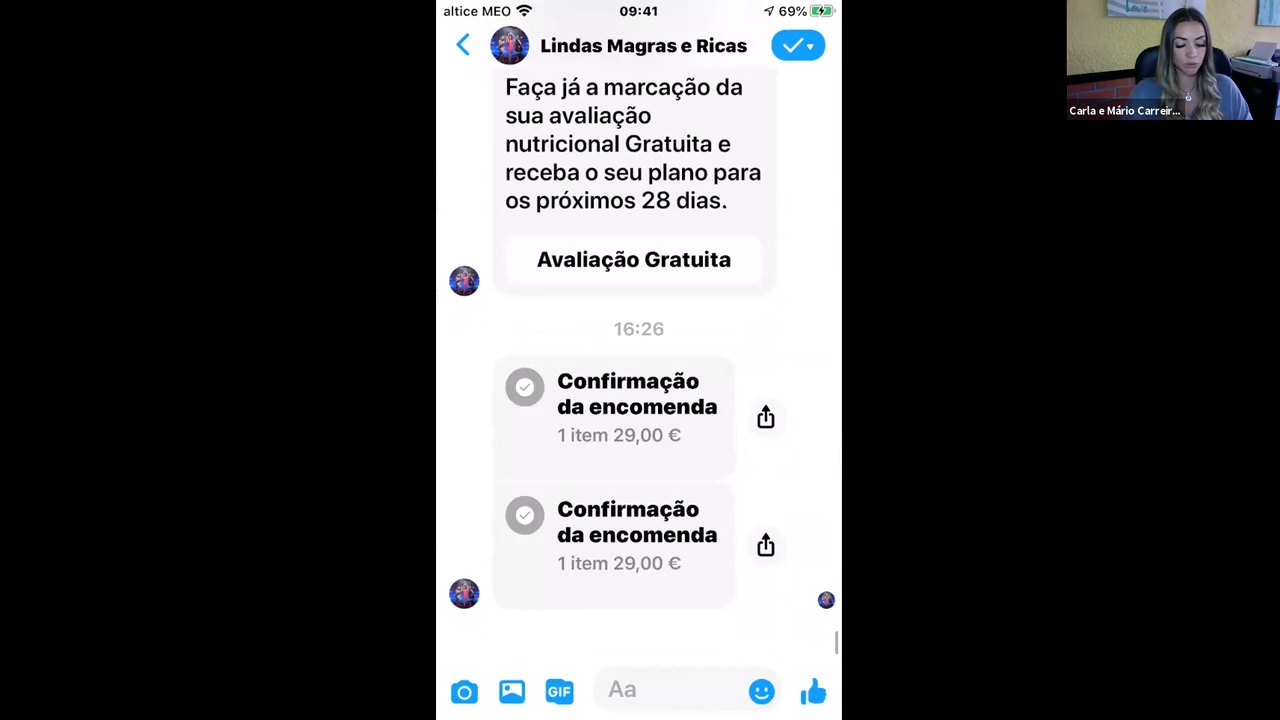 altice MEO 09:41 69%
Lindas Magras e Ricas
Faça já a marcação da
sua avaliação
nutricional Gratuita e
receba o seu plano para
os próximos 28 dias.
Avaliação Gratuita
16:26
Confirmação
da encomenda
1 item 29,00 €
Confirmação
da encomenda
1 item 29,00 €
GIF Aa
Carla e Mário Carreir...